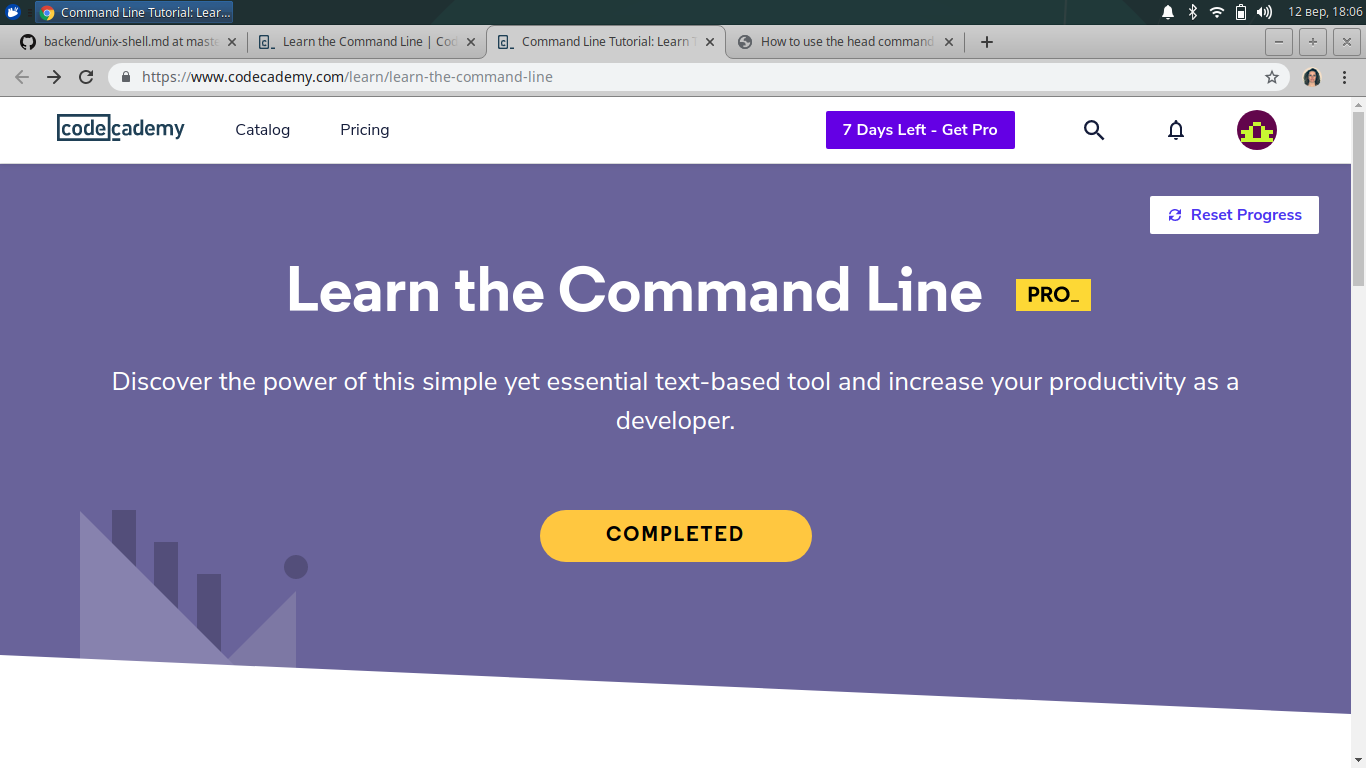 Command Line Tutorial: Lear...
12 вер, 18:06
backend/unix-shell.md at maste
Learn the Command Line | Cod
Command Line Tutorial: Learn T
How to use the head command
https://www.codecademy.com/learn/learn-the-command-line
codecademy
Catalog
Pricing
7 Days Left - Get Pro
Reset Progress
Learn the Command Line
PRO_
Discover the power of this simple yet essential text-based tool and increase your productivity as a
developer.
COMPLETED